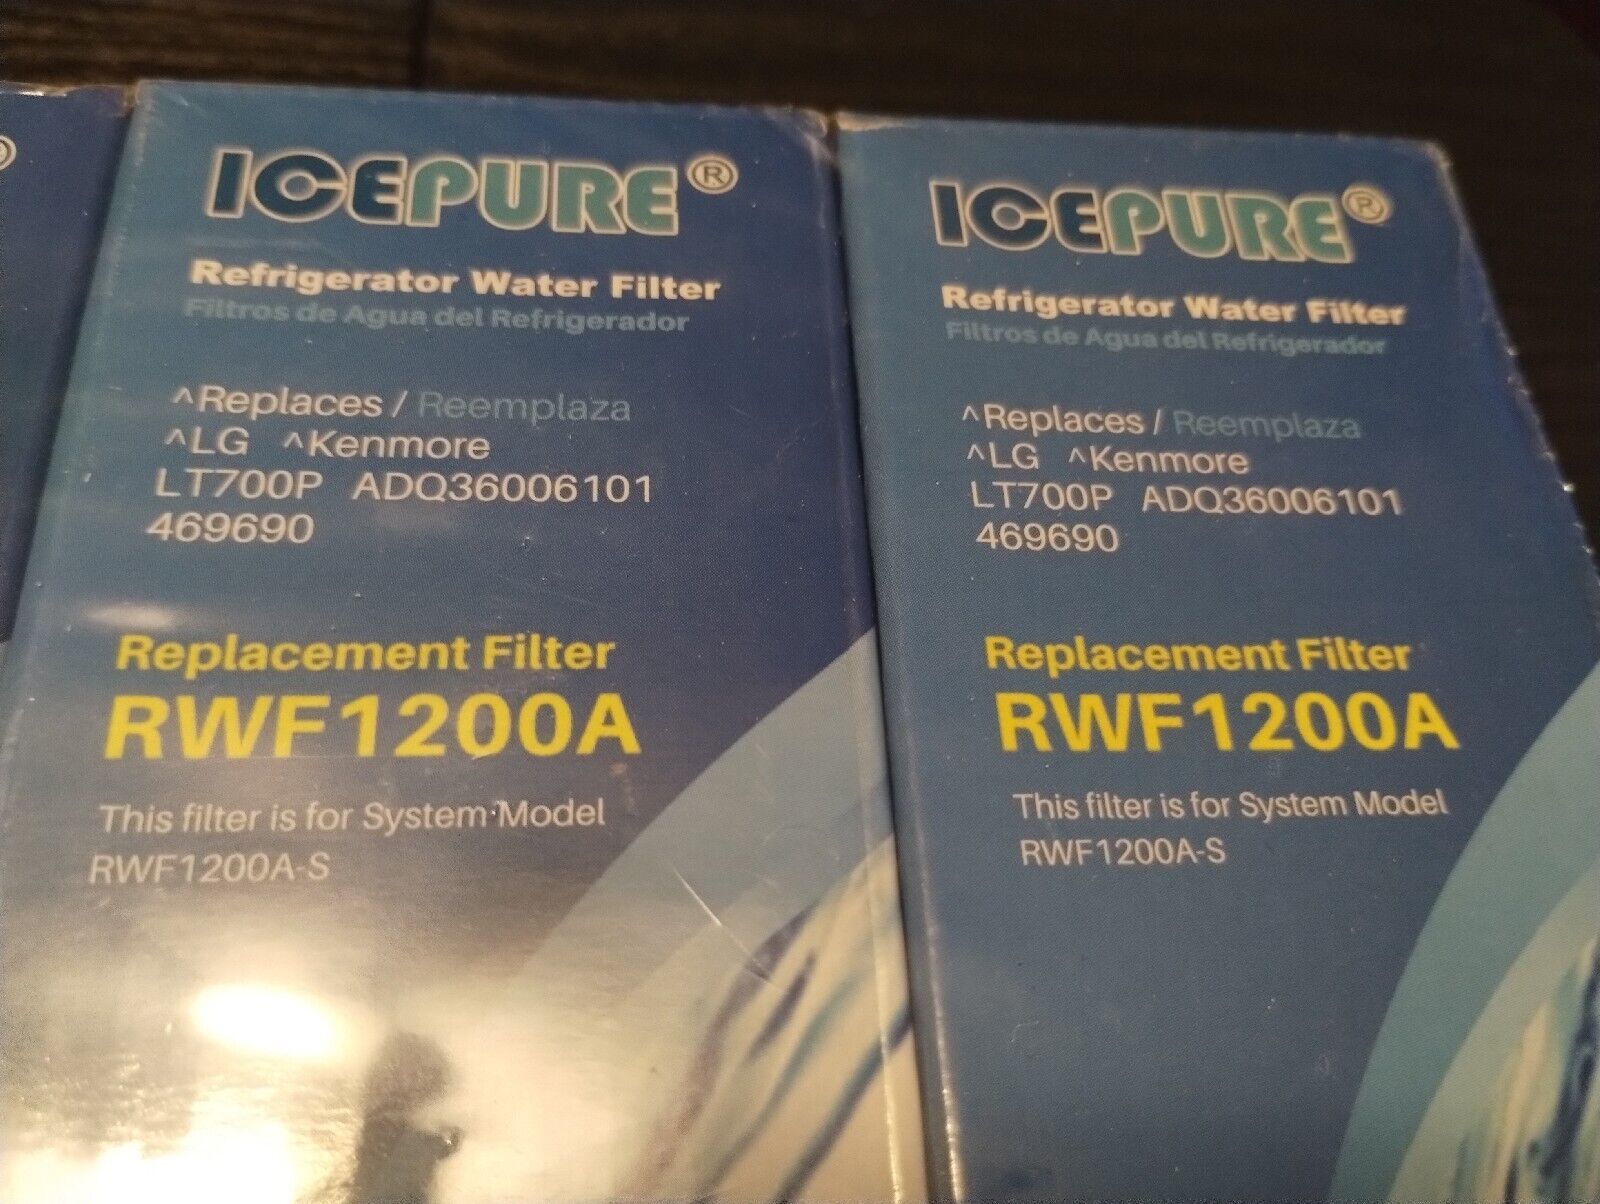 ®
ICEPURE®
Refrigerator Water Filter
Filtros de Agua del Refrigerador
^Replaces / Reemplaza
^LG ^Kenmore
LT700P ADQ36006101
469690
Replacement Filter
RWF1200A
This filter is for System Model
RWF1200A-S
ICEPURE®
Refrigerator Water Filter
Filtros de Agua del Refrigerador
^Replaces / Reemplaza
^LG ^Kenmore
LT700P ADQ36006101
469690
Replacement Filter
RWF1200A
This filter is for System Model
RWF1200A-S